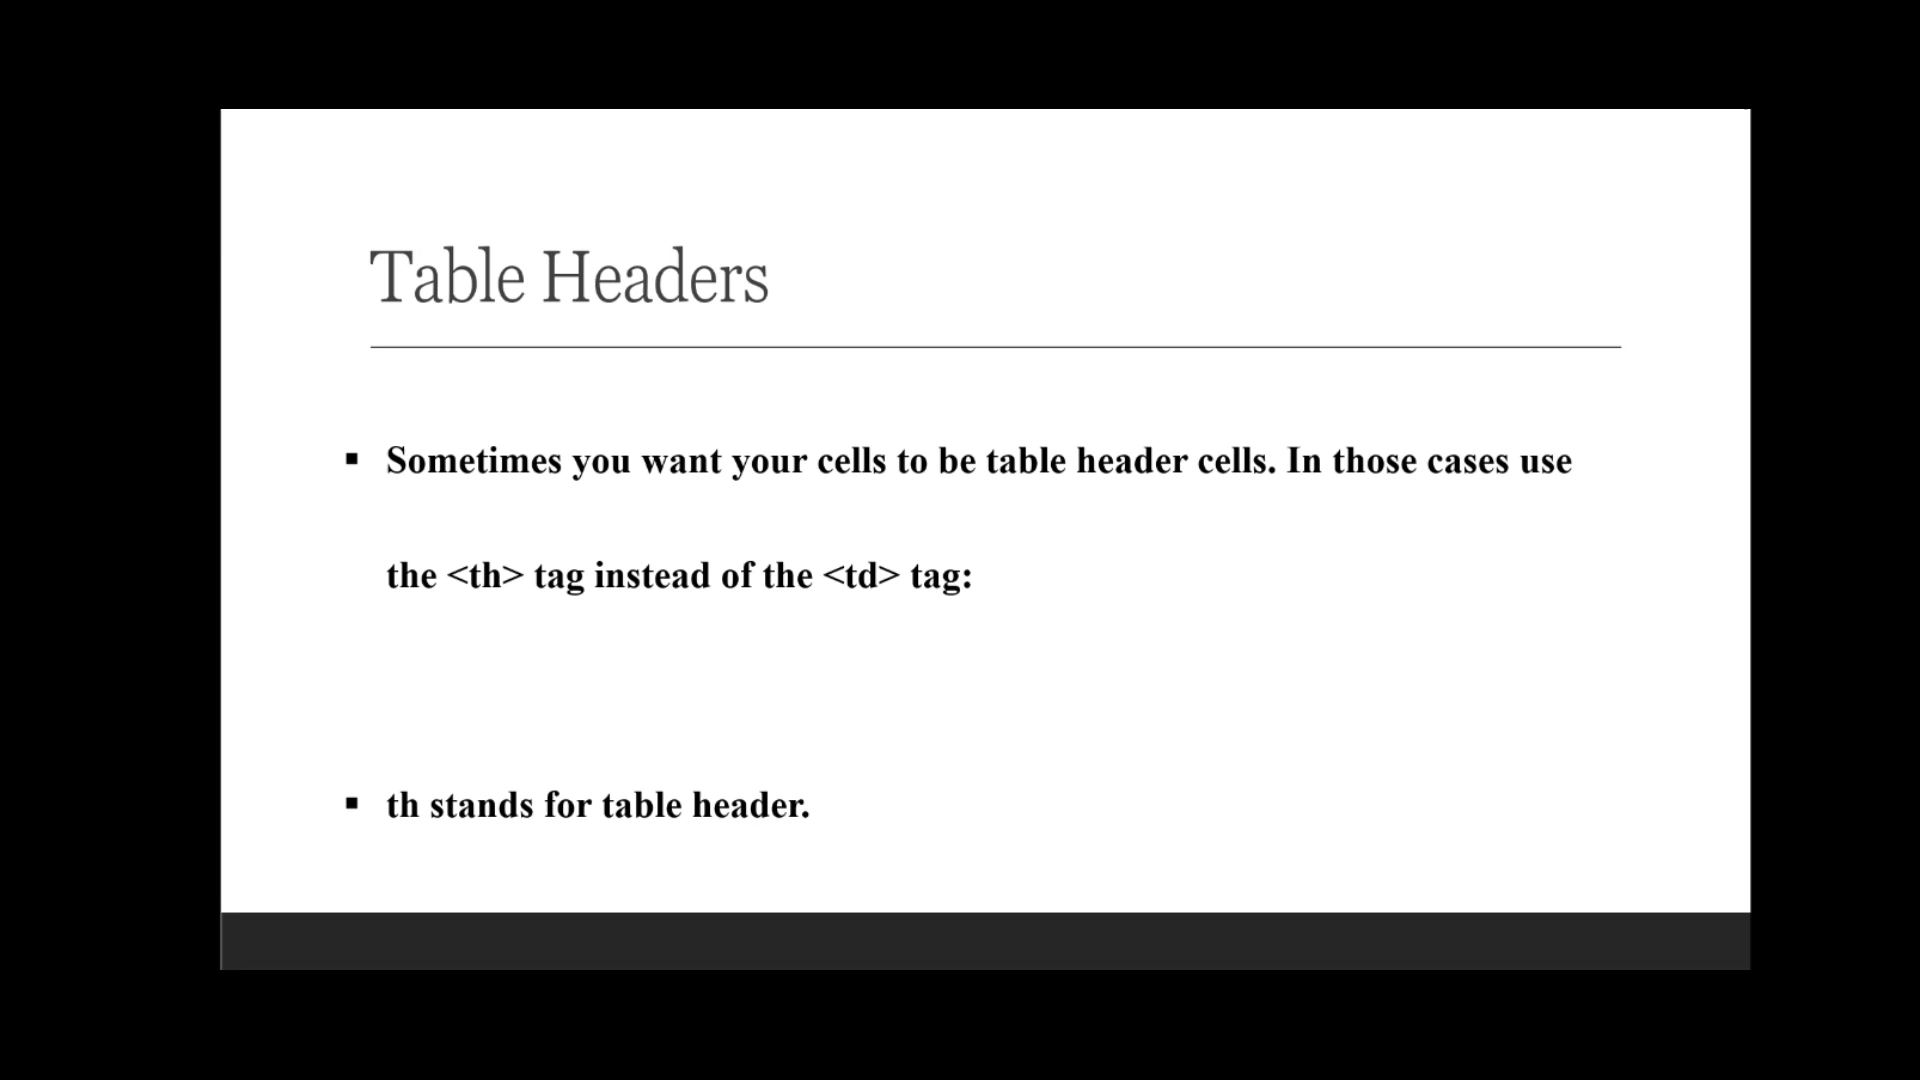 Table Headers
▪ Sometimes you want your cells to be table header cells. In those cases use
the <th> tag instead of the <td> tag:
▪ th stands for table header.